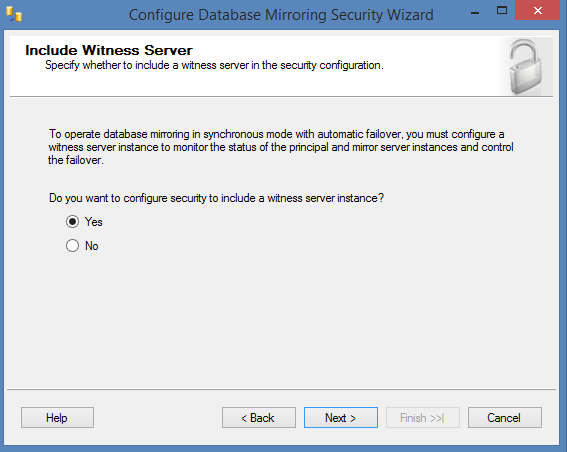 Configure Database Mirroring Security Wizard
Include Witness Server
Specify whether to include a witness server in the security configuration.
To operate database mirroring in synchronous mode with automatic failover, you must configure a
witness server instance to monitor the status of the principal and mirror server instances and control
the failover.
Do you want to configure security to include a witness server instance?
Yes
No
Help
< Back
Next >
Finish >>|
Cancel